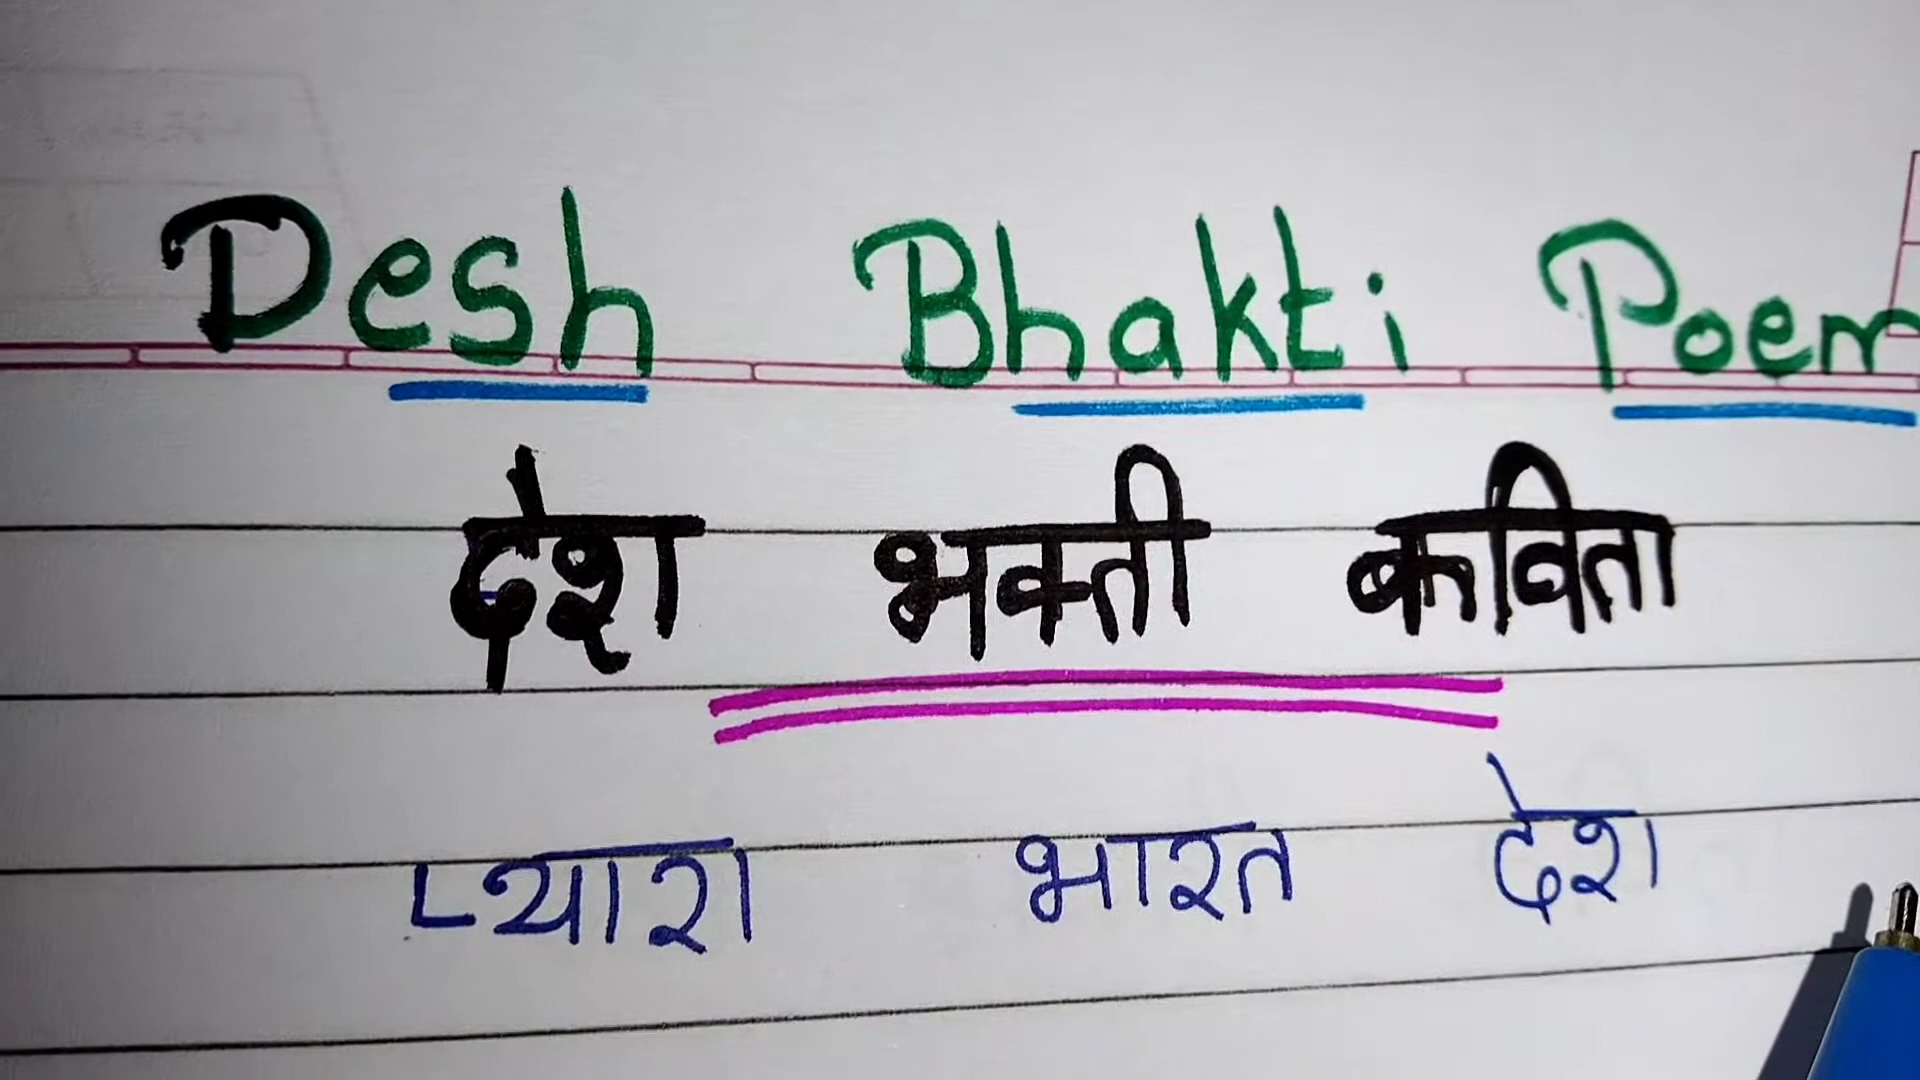 Desh Bhakti Poem
देश भक्ती कविता
प्यारा भारत देश